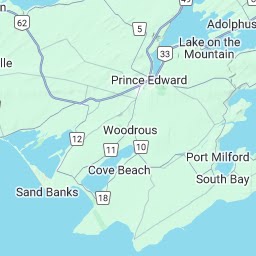 62
5
Adolphus
33
Lake on the
Mountain
lle
Prince Edward
Woodrous
12
11
10
Port Milford
Cove Beach
South Bay
Sand Banks
18